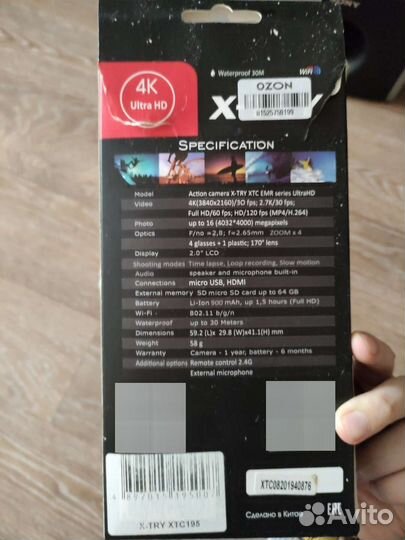 4K
Ultra HD
Waterproof 30M
WiFi
OZON
Specification
Model Action camera X-TRY XTC EMR series UltraHD
Video 4K(3840x2160)/30 fps; 2.7K/30 fps;
Full HD/60 fps; HD/120 fps (MP4/H.264)
Photo up to 16 (4032*4000) megapixels
Optics F/no =2,8; f=2.65mm ZOOM x 4
4 glasses + 1 plastic; 170° lens
Display 2.0" LCD
Shooting modes Time lapse, Loop recording, Slow motion
Audio speaker and microphone built-in
Connections micro USB, HDMI
External memory SD micro SD card up to 64 GB
Battery Li-Ion 900 mAh, up to 1,5 hours (Full HD)
Wi-Fi 802.11 b/g/n
Waterproof up to 30 Meters
Dimensions 59.2 (L)x 29.8 (W)x41.1(H) mm
Weight 58 g
Warranty Camera - 1 year, battery - 6 months
Additional options Remote control 2.4G
External microphone
XTC08201940876
X-TRY XTC195
Сделано в Китае
EAC
Avito